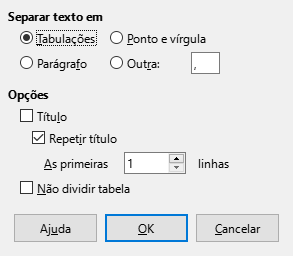 Separar texto em
Tabulações Ponto e vírgula
Parágrafo Outra: ,
Opções
Título
Repetir título
As primeiras 1 linhas
Não dividir tabela
Ajuda OK Cancelar